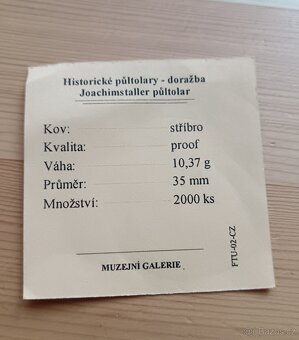 Historické půltolary - doražba
Joachimstaller půltolar
Kov: stříbro
Kvalita: proof
Váha: 10,37 g
Průměr: 35 mm
Množství: 2000 ks
MUZEJNÍ GALERIE
FTU-02-CZ